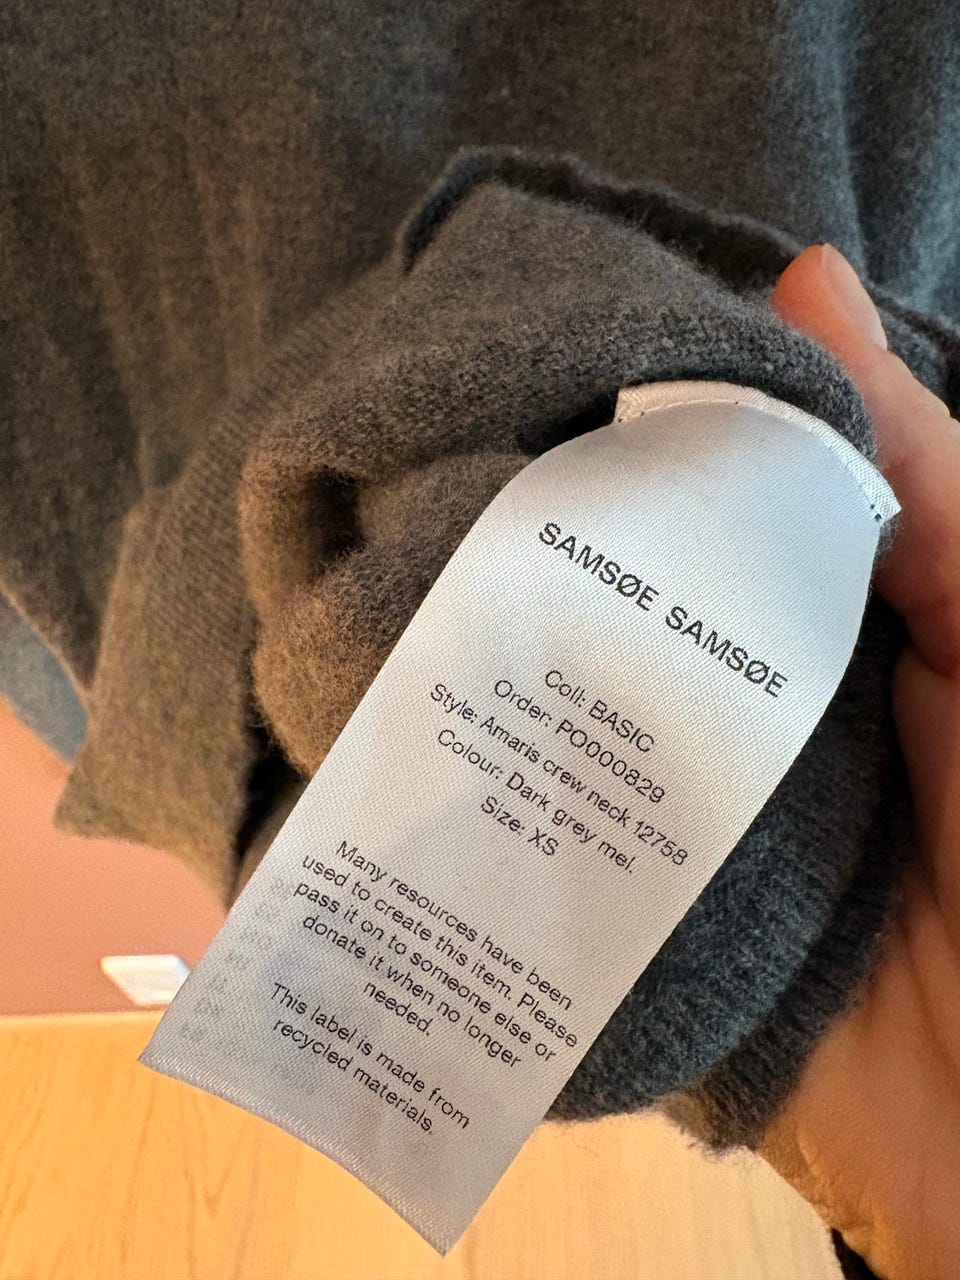 SAMSØE SAMSØE
Coll: BASIC
Order: PO000829
Style: Amaris crew neck 12758
Colour: Dark grey mel.
Size: XS
Many resources have been
used to create this item. Please
pass it on to someone else or
donate it when no longer
needed.
This label is made from
recycled materials.